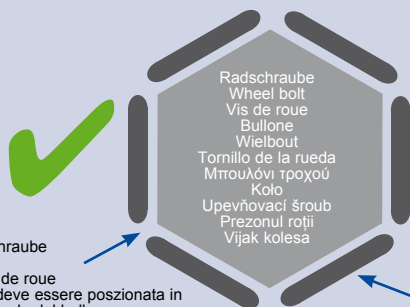 Radschraube
Wheel bolt
Vis de roue
Bullone
Wielbout
Tornillo de la rueda
Μπουλόνι τροχού
Koło
Upevňovací šroub
Prezonul roții
Vijak kolesa
hraube
de roue
deve essere poszionata in